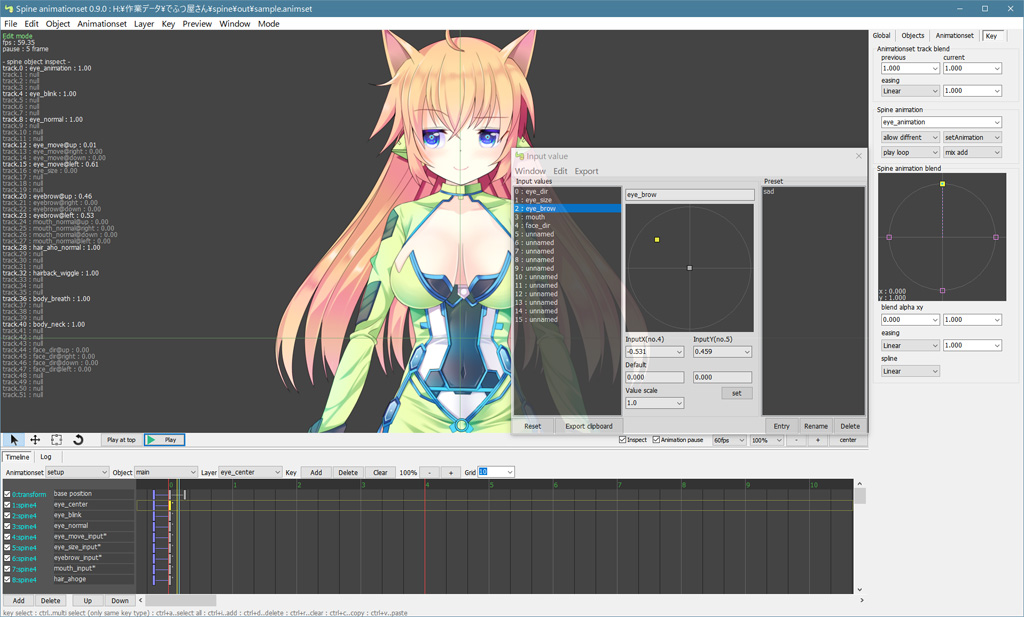 Spine animationset 0.9.0 : H:¥作業データ¥でふつ屋さん¥spine¥out¥sample.animset
File Edit Object Animationset Layer Key Preview Window Mode
Edit mode
fps : 59.35
pause : 5 frame
- spine object inspect -
track.0 : eye_animation : 1.00
track.1 : null
track.2 : null
track.3 : null
track.4 : eye_blink : 1.00
track.5 : null
track.6 : null
track.7 : null
track.8 : eye_normal : 1.00
track.9 : null
track.10 : null
track.11 : null
track.12 : eye_move@up : 0.01
track.13 : eye_move@right : 0.00
track.14 : eye_move@down : 0.00
track.15 : eye_move@left : 0.61
track.16 : eye_size : 0.00
track.17 : null
track.18 : null
track.19 : null
track.20 : eyebrow@up : 0.46
track.21 : eyebrow@right : 0.00
track.22 : eyebrow@down : 0.00
track.23 : eyebrow@left : 0.53
track.24 : mouth_normal@up : 0.00
track.25 : mouth_normal@right : 0.00
track.26 : mouth_normal@down : 0.00
track.27 : mouth_normal@left : 0.00
track.28 : hair_aho_normal : 1.00
track.29 : null
track.30 : null
track.31 : null
track.32 : hairback_wiggle : 1.00
track.33 : null
track.34 : null
track.35 : null
track.36 : body_breath : 1.00
track.37 : null
track.38 : null
track.39 : null
track.40 : body_neck : 1.00
track.41 : null
track.42 : null
track.43 : null
track.44 : face_dir@up : 0.00
track.45 : face_dir@right : 0.00
track.46 : face_dir@down : 0.00
track.47 : face_dir@left : 0.00
track.48 : null
track.49 : null
track.50 : null
track.51 : null
Input value
Window Edit Export
Input values
0 : eye_dir
1 : eye_size
2 : eye_brow
3 : mouth
4 : face_dir
5 : unnamed
6 : unnamed
7 : unnamed
8 : unnamed
9 : unnamed
10 : unnamed
11 : unnamed
12 : unnamed
13 : unnamed
14 : unnamed
15 : unnamed
eye_brow
InputX(no.4) InputY(no.5)
-0.531 0.459
Default
0.000 0.000
Value scale
1.0 set
Preset
sad
Reset Export clipboard Entry Rename Delete
Global Objects Animationset Key
Animationset track blend
previous current
1.000 1.000
easing
Linear 1.000
Spine animation
eye_animation
allow diffrent setAnimation
play loop mix add
Spine animation blend
x : 0.000
y : 1.000
blend alpha xy
0.000 1.000
easing
Linear 1.000
spline
Linear
Play at top Play Inspect Animation pause 60fps 100% - + center
Timeline Log
Animationset setup Object main Layer eye_center Key Add Delete Clear 100% - + Grid 10
0 1 2 3 4 5 6 7 8 9 10
0:transform base position
1:spine4 eye_center
2:spine4 eye_blink
3:spine4 eye_normal
4:spine4 eye_move_input*
5:spine4 eye_size_input*
6:spine4 eyebrow_input*
7:spine4 mouth_input*
8:spine4 hair_ahoge
Add Delete Up Down
key select : ctrl..multi select (only same key type) : ctrl+a..select all : ctrl+i..add : ctrl+d..delete : ctrl+r..clear : ctrl+c..copy : ctrl+v..paste